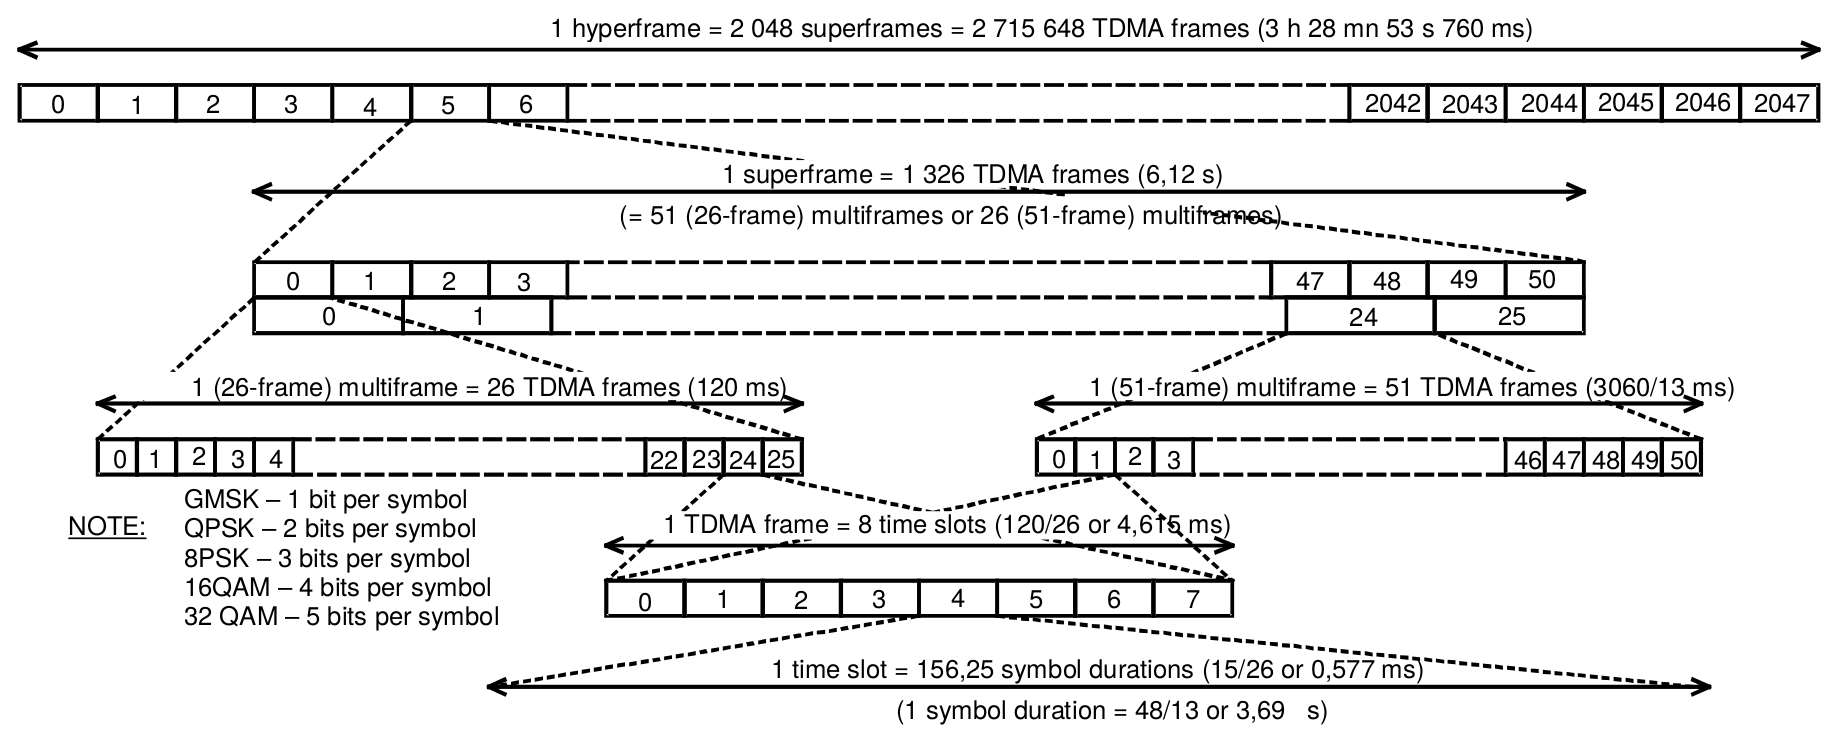 1 hyperframe = 2 048 superframes = 2 715 648 TDMA frames (3 h 28 mn 53 s 760 ms)
0 1 2 3 4 5 6 2042 2043 2044 2045 2046 2047
1 superframe = 1 326 TDMA frames (6,12 s)
(= 51 (26-frame) multiframes or 26 (51-frame) multiframes)
0 1 2 3 47 48 49 50
0 1 24 25
1 (26-frame) multiframe = 26 TDMA frames (120 ms)
1 (51-frame) multiframe = 51 TDMA frames (3060/13 ms)
0 1 2 3 4 22 23 24 25
0 1 2 3 46 47 48 49 50
NOTE:
GMSK – 1 bit per symbol
QPSK – 2 bits per symbol
8PSK – 3 bits per symbol
16QAM – 4 bits per symbol
32 QAM – 5 bits per symbol
1 TDMA frame = 8 time slots (120/26 or 4,615 ms)
0 1 2 3 4 5 6 7
1 time slot = 156,25 symbol durations (15/26 or 0,577 ms)
(1 symbol duration = 48/13 or 3,69 s)